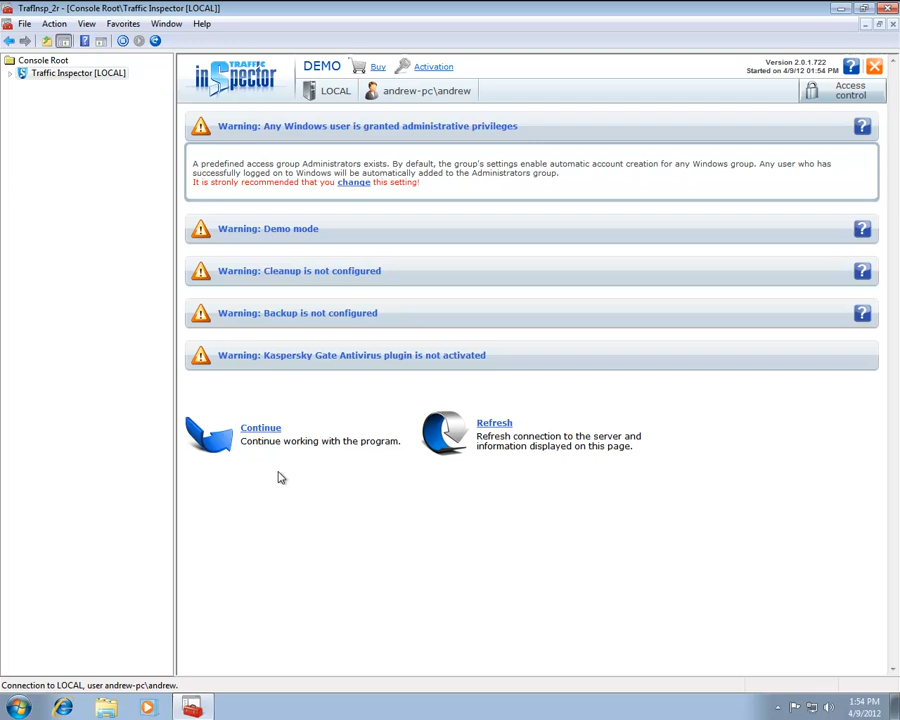 TrafInsp_2r - [Console Root\Traffic Inspector [LOCAL]]
File Action View Favorites Window Help
Console Root
Traffic Inspector [LOCAL]
TRAFFIC
inSpector
DEMO Buy Activation
Version 2.0.1.722
Started on 4/9/12 01:54 PM
LOCAL andrew-pc\andrew
Access control
Warning: Any Windows user is granted administrative privileges
A predefined access group Administrators exists. By default, the group's settings enable automatic account creation for any Windows group. Any user who has
successfully logged on to Windows will be automatically added to the Administrators group.
It is stronly recommended that you change this setting!
Warning: Demo mode
Warning: Cleanup is not configured
Warning: Backup is not configured
Warning: Kaspersky Gate Antivirus plugin is not activated
Continue
Continue working with the program.
Refresh
Refresh connection to the server and
information displayed on this page.
Connection to LOCAL, user andrew-pc\andrew.
1:54 PM
4/9/2012